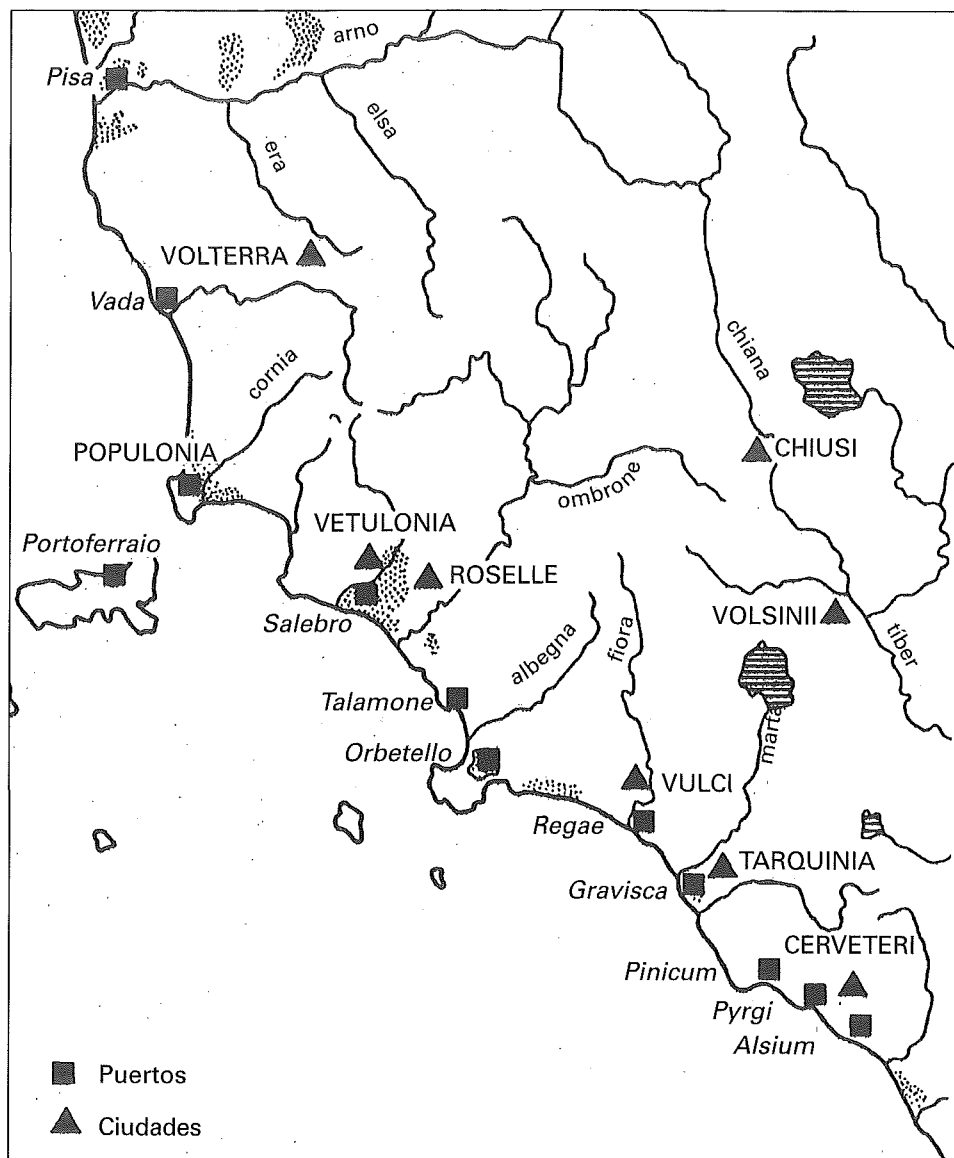 arno
Pisa
elsa
era
VOLTERRA
Vada
chiana
cornia
POPULONIA
CHIUSI
ombrone
VETULONIA
Portoferraio
ROSELLE
Salebro
VOLSINII
albegna
fiora
tíber
Talamone
marta
Orbetello
VULCI
Regae
TARQUINIA
Gravisca
CERVETERI
Pinicum
Pyrgi
Alsium
Puertos
Ciudades